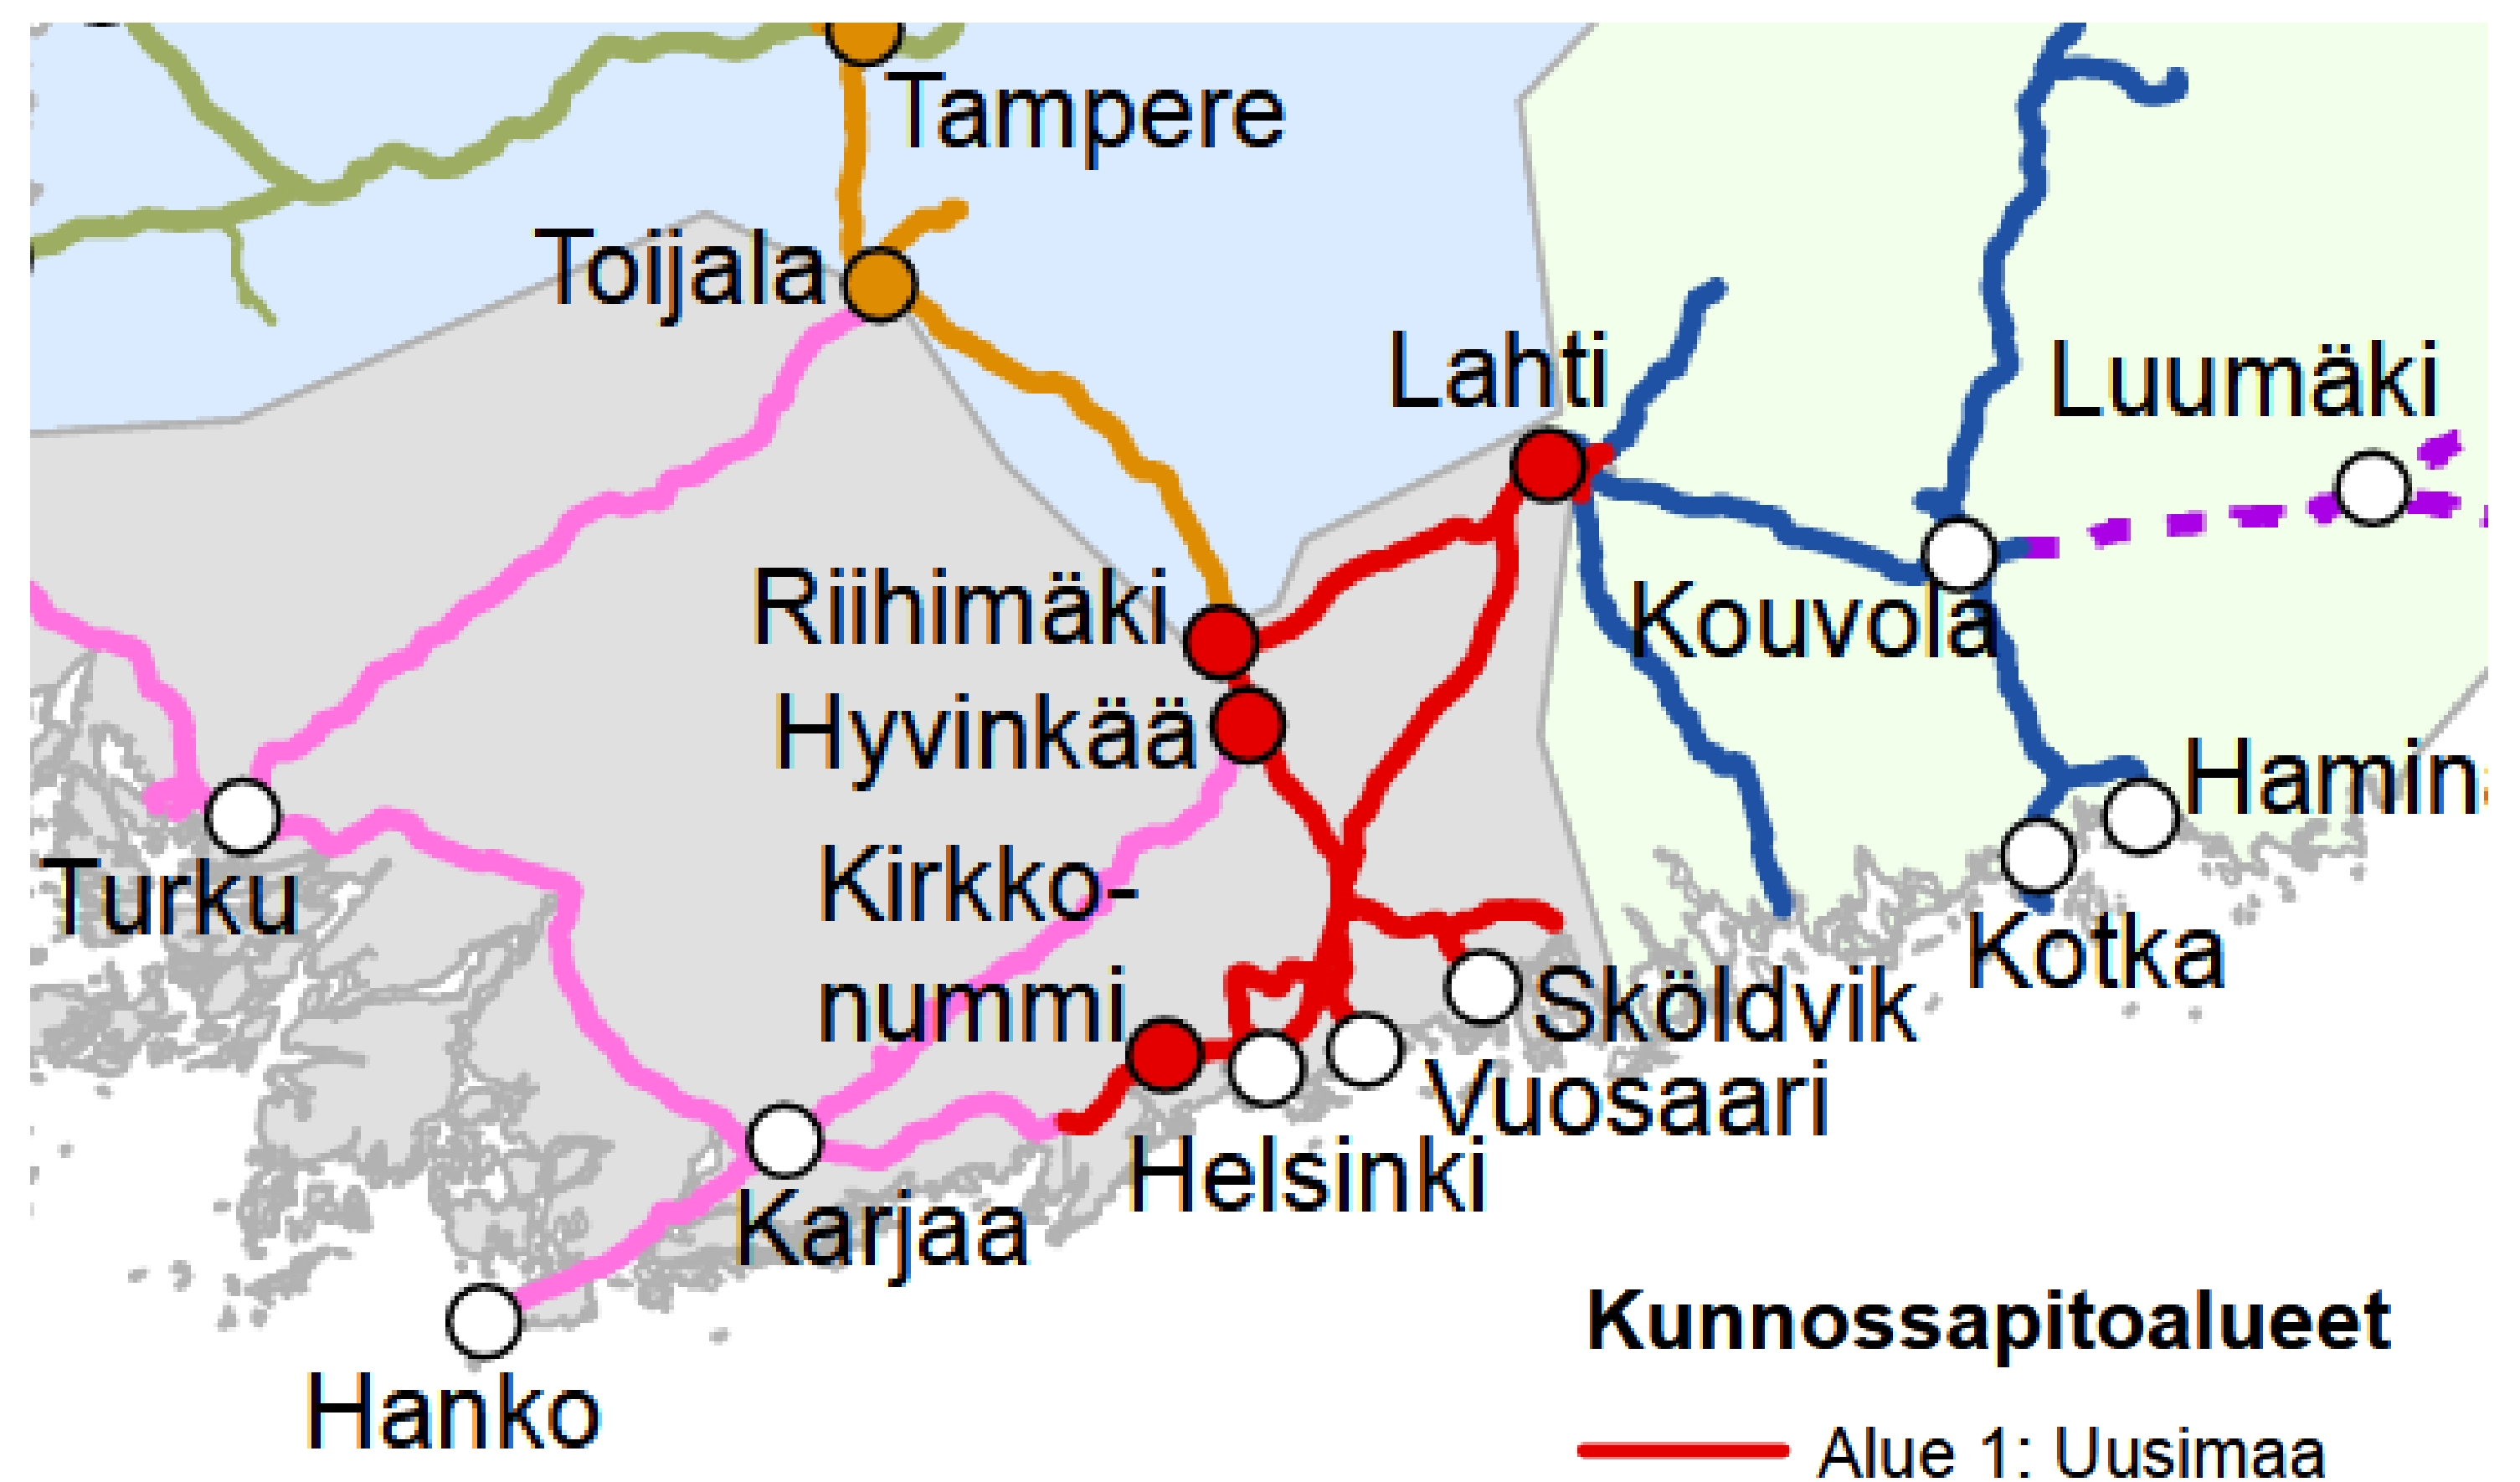 Tampere
Toijala
Lahti
Luumäki
Riihimäki
Kouvola
Hyvinkää
Kirkko-
nummi
Turku
Kotka
Sköldvik
Vuosaari
Helsinki
Karjaa
Hanko
Kunnossapitoalueet
Alue 1: Uusimaa